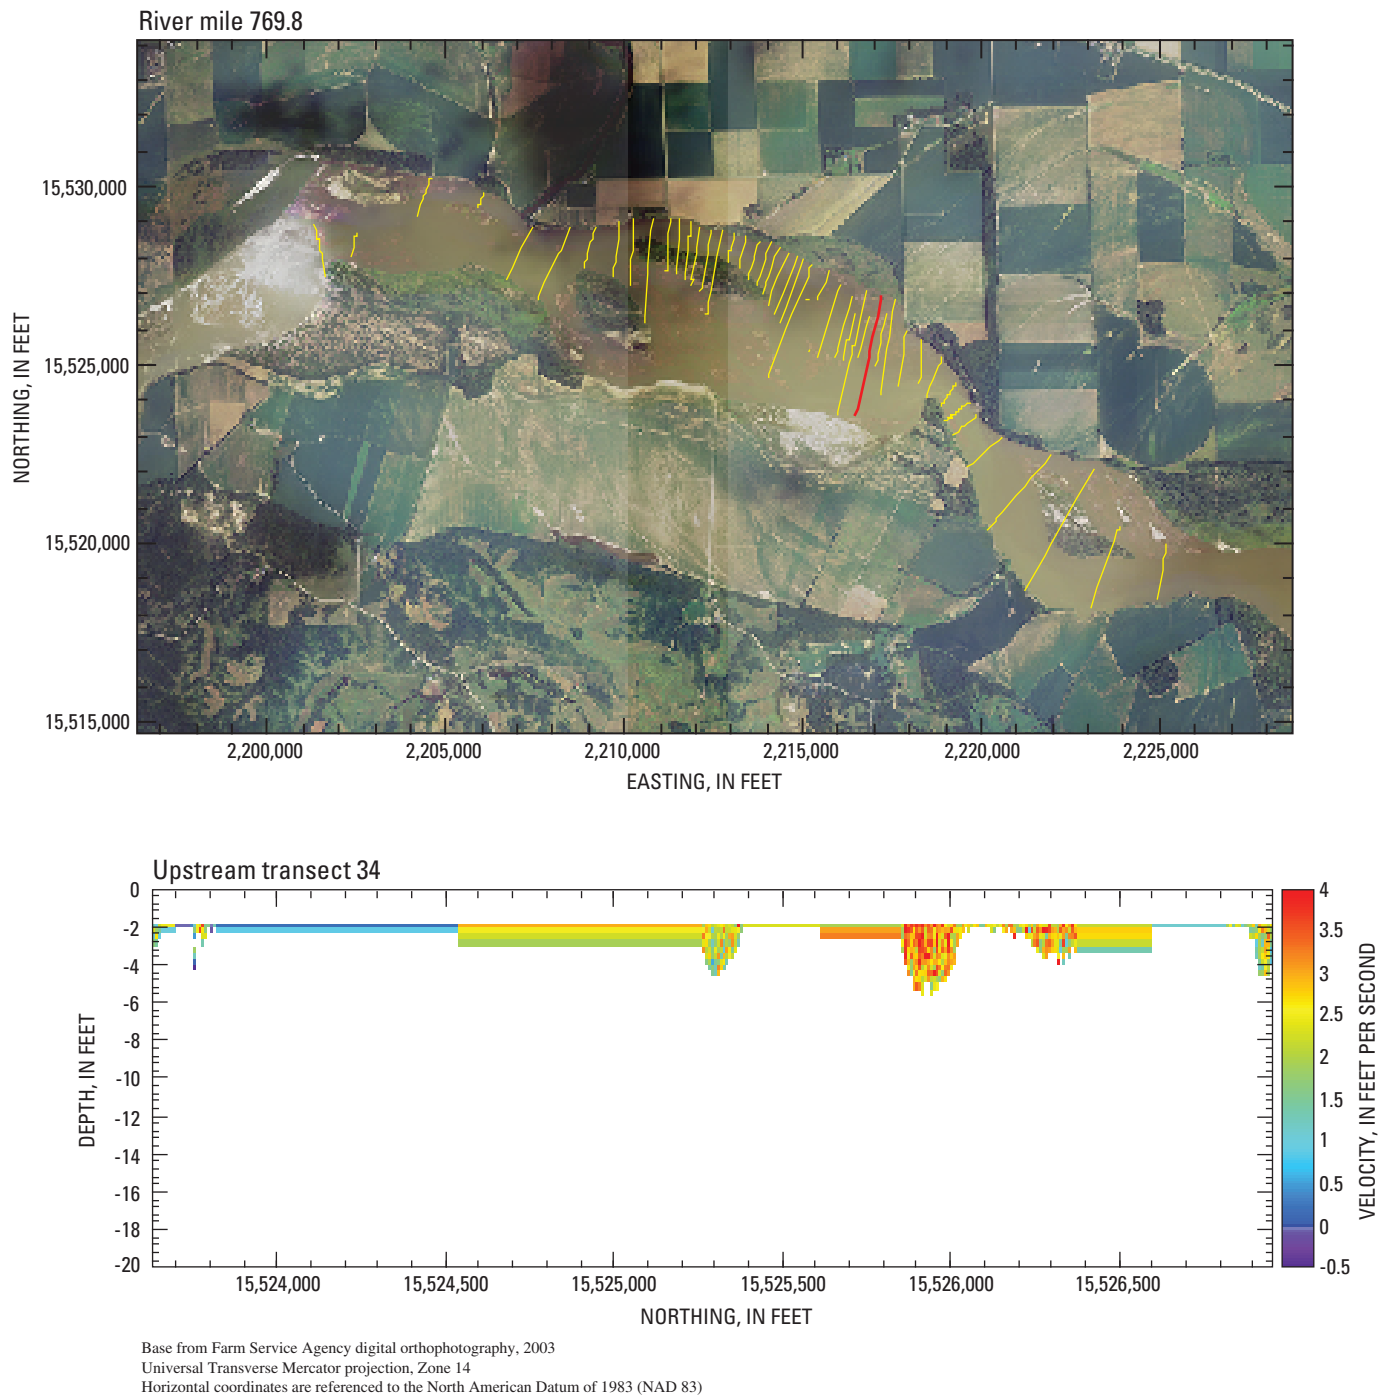 River mile 769.8
15,530,000
15,525,000
15,520,000
15,515,000
NORTHING, IN FEET
2,200,000 2,205,000 2,210,000 2,215,000 2,220,000 2,225,000
EASTING, IN FEET
Upstream transect 34
0
-2
-4
-6
-8
-10
-12
-14
-16
-18
-20
DEPTH, IN FEET
15,524,000 15,524,500 15,525,000 15,525,500 15,526,000 15,526,500
NORTHING, IN FEET
4
3.5
3
2.5
2
1.5
1
0.5
0
-0.5
VELOCITY, IN FEET PER SECOND
Base from Farm Service Agency digital orthophotography, 2003
Universal Transverse Mercator projection, Zone 14
Horizontal coordinates are referenced to the North American Datum of 1983 (NAD 83)